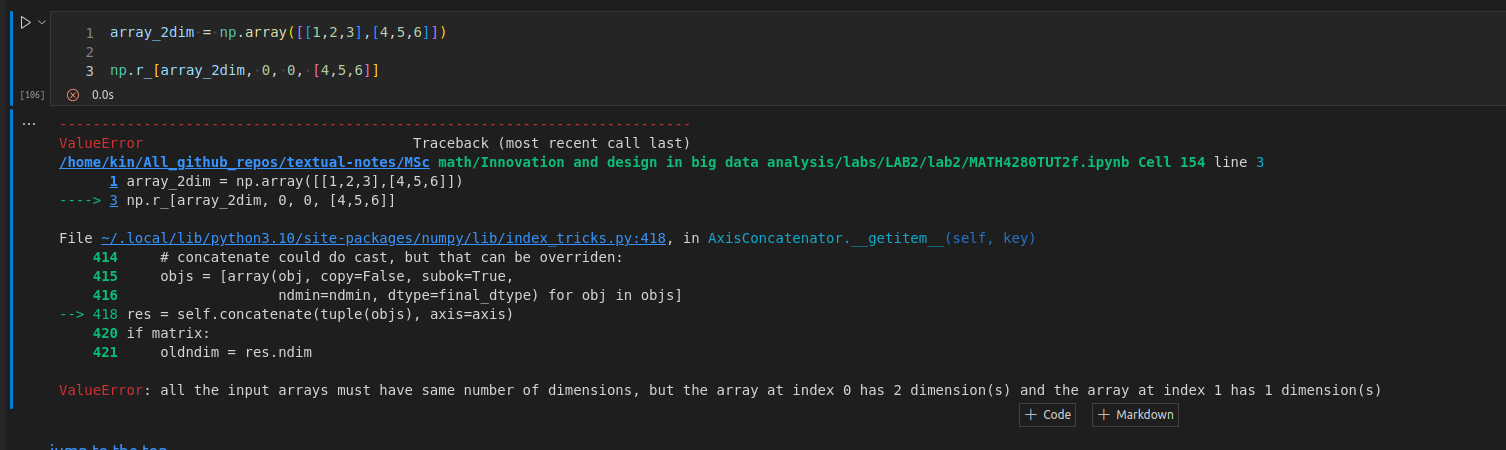 1 array_2dim = np.array([[1,2,3],[4,5,6]])
2
3 np.r_[array_2dim, 0, 0, [4,5,6]]
[106] 0.0s
...
---------------------------------------------------------------------------
ValueError Traceback (most recent call last)
/home/kin/All_github_repos/textual-notes/MSc math/Innovation and design in big data analysis/labs/LAB2/lab2/MATH4280TUT2f.ipynb Cell 154 line 3
1 array_2dim = np.array([[1,2,3],[4,5,6]])
----> 3 np.r_[array_2dim, 0, 0, [4,5,6]]
File ~/.local/lib/python3.10/site-packages/numpy/lib/index_tricks.py:418, in AxisConcatenator.__getitem__(self, key)
414 # concatenate could do cast, but that can be overriden:
415 objs = [array(obj, copy=False, subok=True,
416 ndmin=ndmin, dtype=final_dtype) for obj in objs]
--> 418 res = self.concatenate(tuple(objs), axis=axis)
420 if matrix:
421 oldndim = res.ndim
ValueError: all the input arrays must have same number of dimensions, but the array at index 0 has 2 dimension(s) and the array at index 1 has 1 dimension(s)
+ Code + Markdown
jump to the top